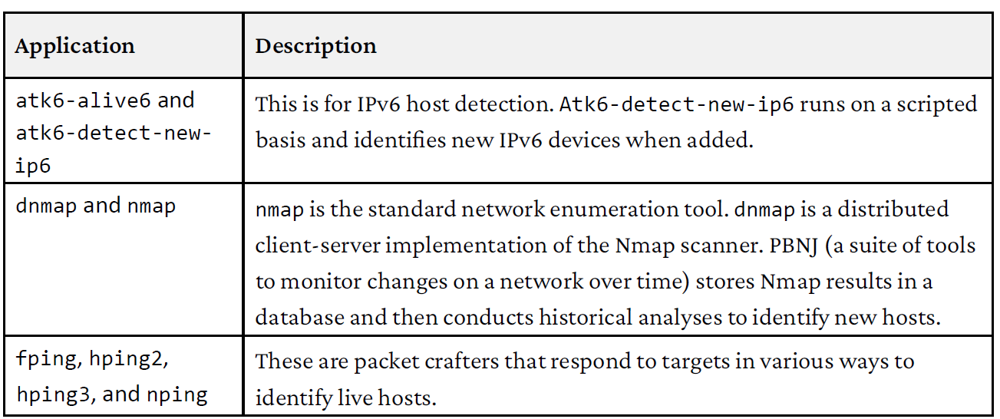 Application
Description
atk6-alive6 and
atk6-detect-new-
ip6
This is for IPv6 host detection. Atk6-detect-new-ip6 runs on a scripted
basis and identifies new IPv6 devices when added.
dnmap and nmap
nmap is the standard network enumeration tool. dnmap is a distributed
client-server implementation of the Nmap scanner. PBNJ (a suite of tools
to monitor changes on a network over time) stores Nmap results in a
database and then conducts historical analyses to identify new hosts.
fping, hping2,
hping3, and nping
These are packet crafters that respond to targets in various ways to
identify live hosts.